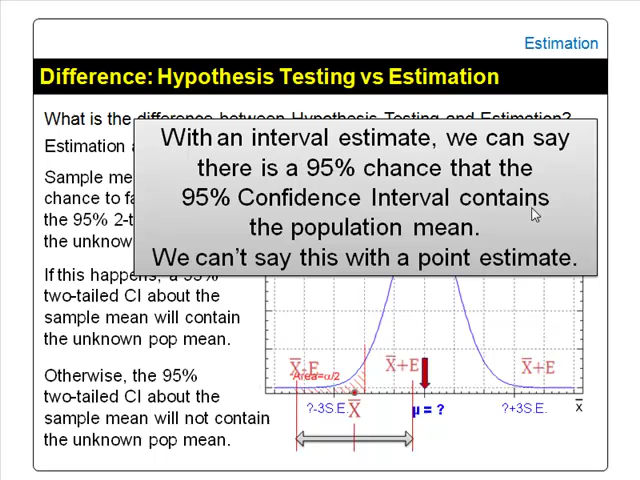 Estimation
Difference: Hypothesis Testing vs Estimation
What is the difference between Hypothesis Testing and Estimation?
Estimation
With an interval estimate, we can say
there is a 95% chance that the
95% Confidence Interval contains
the population mean.
We can't say this with a point estimate.
Sample
chance to
the 95%
the
If this happens, a 95%
two-tailed CI about the
sample mean will contain
the unknown pop mean.
Otherwise, the 95%
two-tailed CI about the
sample mean will not contain
the unknown pop mean.
X̅-E
Area=α/2
X̅+E
X̅+E
?-3S.E.
X̅
µ = ?
?+3S.E.
x̅